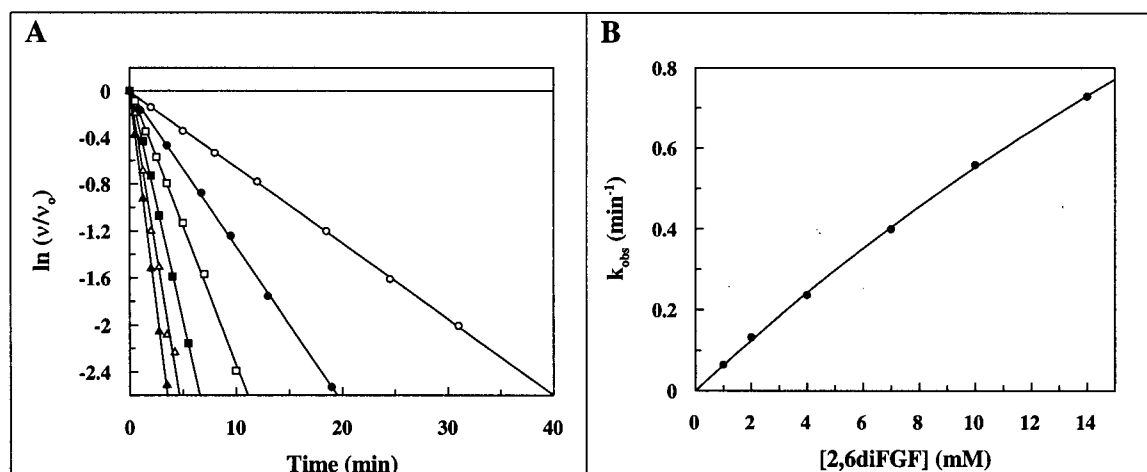 A
0
-0.4
-0.8
-1.2
-1.6
-2
-2.4
ln (ν/νo)
0 10 20 30 40
Time (min)
B
0.8
0.6
0.4
0.2
0
kobs (min-1)
0 2 4 6 8 10 12 14
[2,6diFGF] (mM)